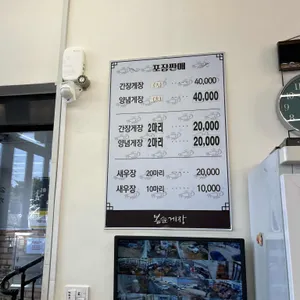 포장판매
간장게장 ····· 40,000
양념게장 ····· 40,000
간장게장 2마리 ····· 20,000
양념게장 2마리 ····· 20,000
새우장 20마리 ····· 20,000
새우장 10마리 ····· 10,000
게장